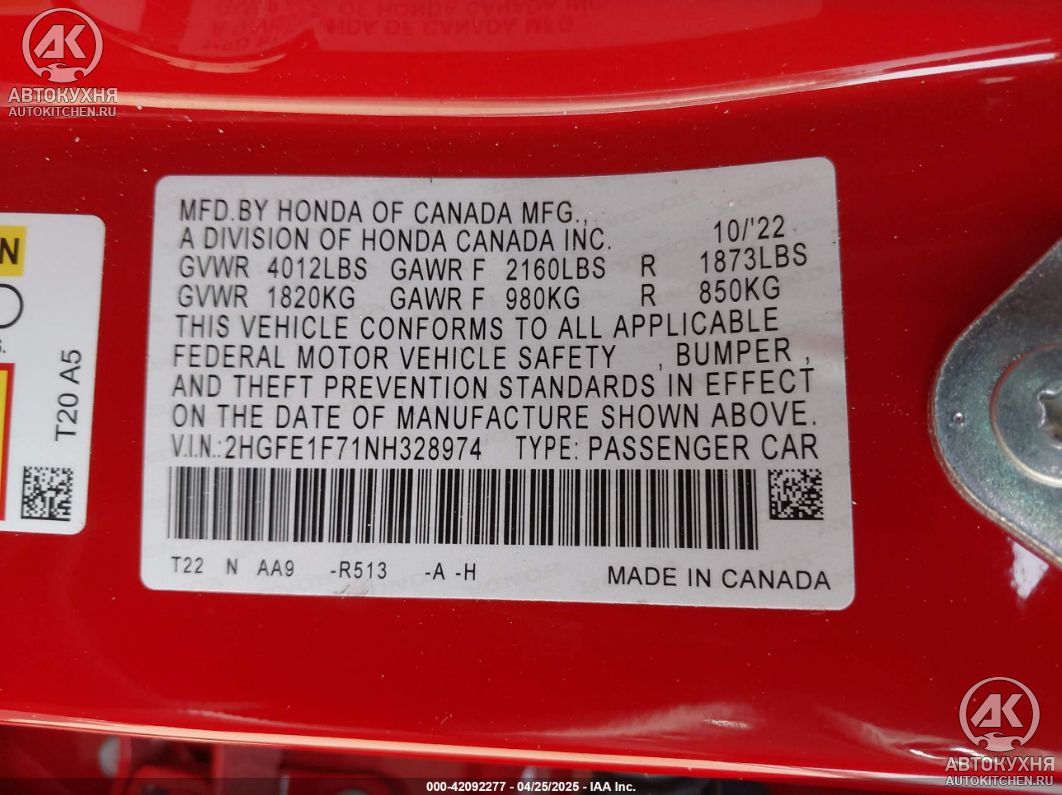 АВТОКУХНЯ
AUTOKITCHEN.RU
MFD.BY HONDA OF CANADA MFG.,
A DIVISION OF HONDA CANADA INC. 10/'22
GVWR 4012LBS GAWR F 2160LBS R 1873LBS
GVWR 1820KG GAWR F 980KG R 850KG
THIS VEHICLE CONFORMS TO ALL APPLICABLE
FEDERAL MOTOR VEHICLE SAFETY , BUMPER ,
AND THEFT PREVENTION STANDARDS IN EFFECT
ON THE DATE OF MANUFACTURE SHOWN ABOVE.
V.I.N.:2HGFE1F71NH328974 TYPE: PASSENGER CAR
T22 N AA9 -R513 -A -H MADE IN CANADA
T20 A5
АК
АВТОКУХНЯ
AUTOKITCHEN.RU
000-42092277 - 04/25/2025 - IAA Inc.